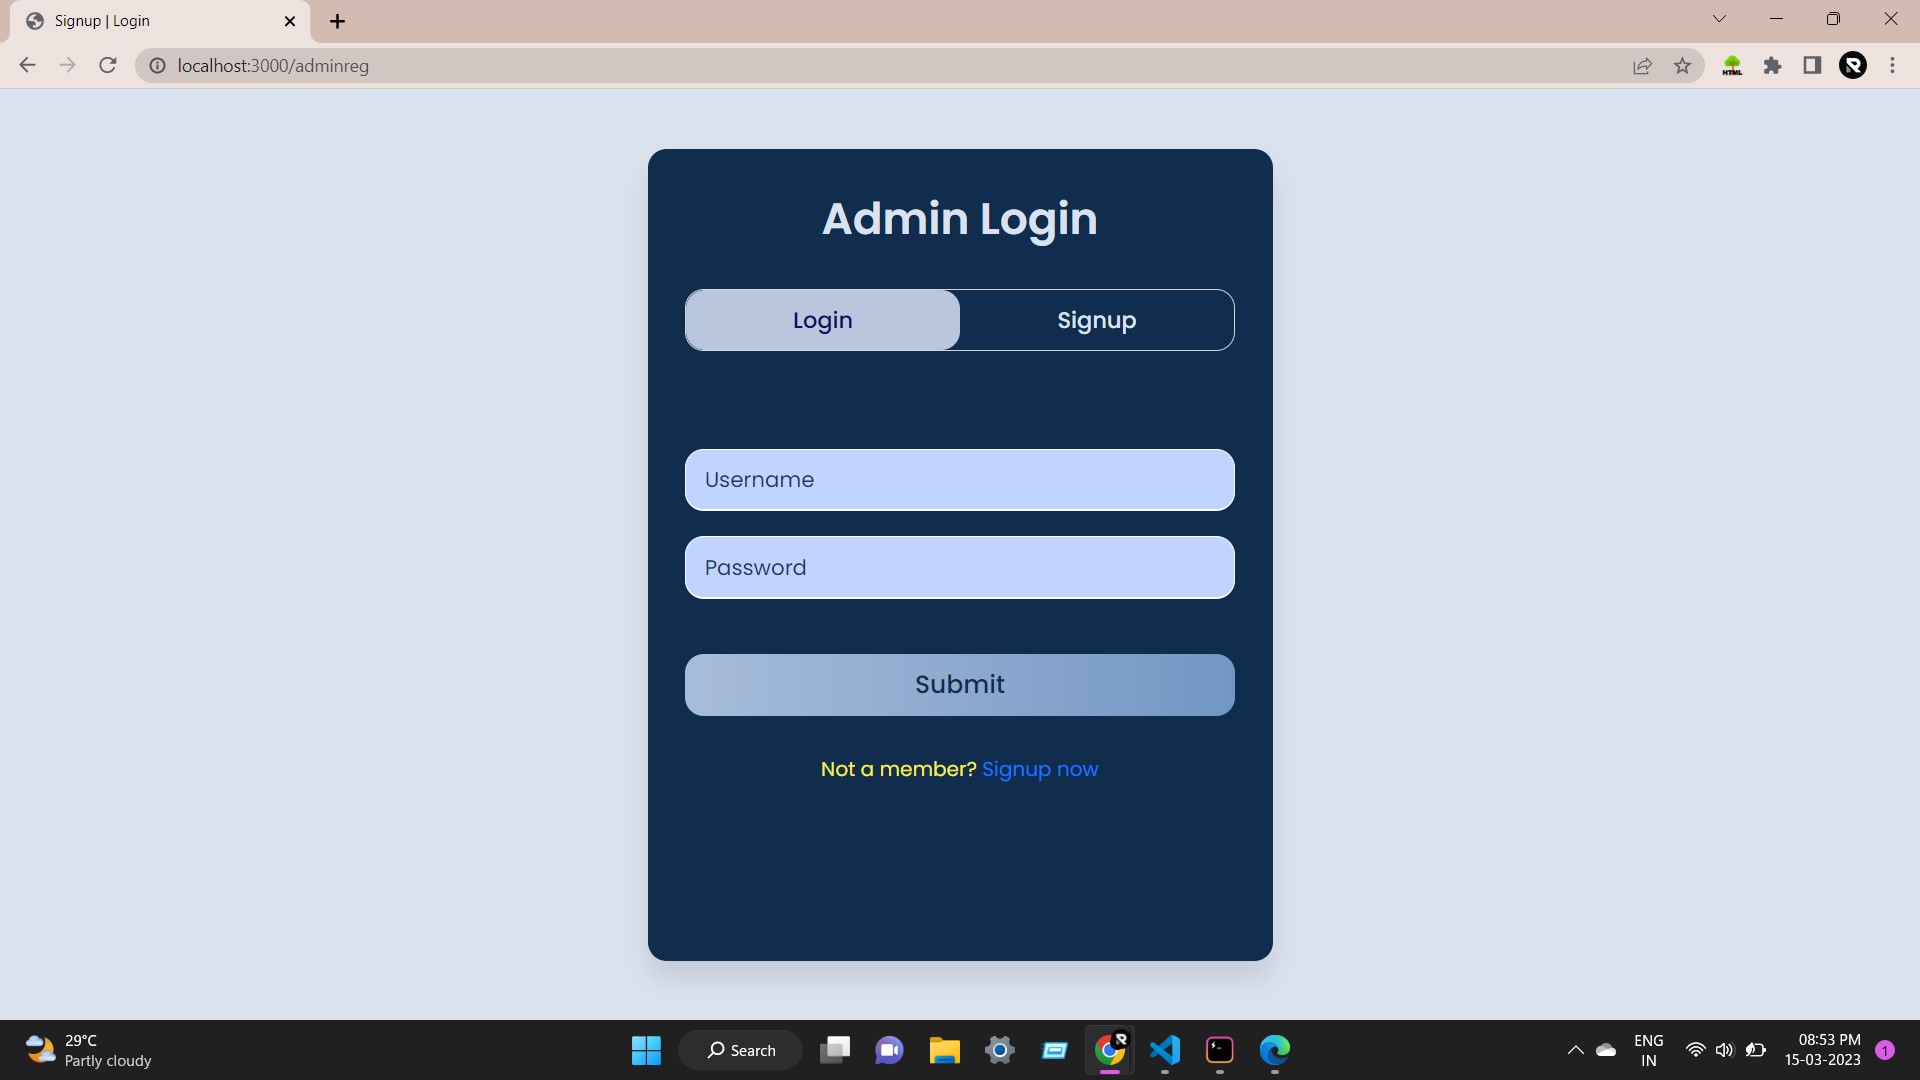 Signup | Login
localhost:3000/adminreg
HTML
R
Admin Login
Login Signup
Username
Password
Submit
Not a member? Signup now
29°C
Partly cloudy
Search
R
ENG
IN
08:53 PM
15-03-2023
1